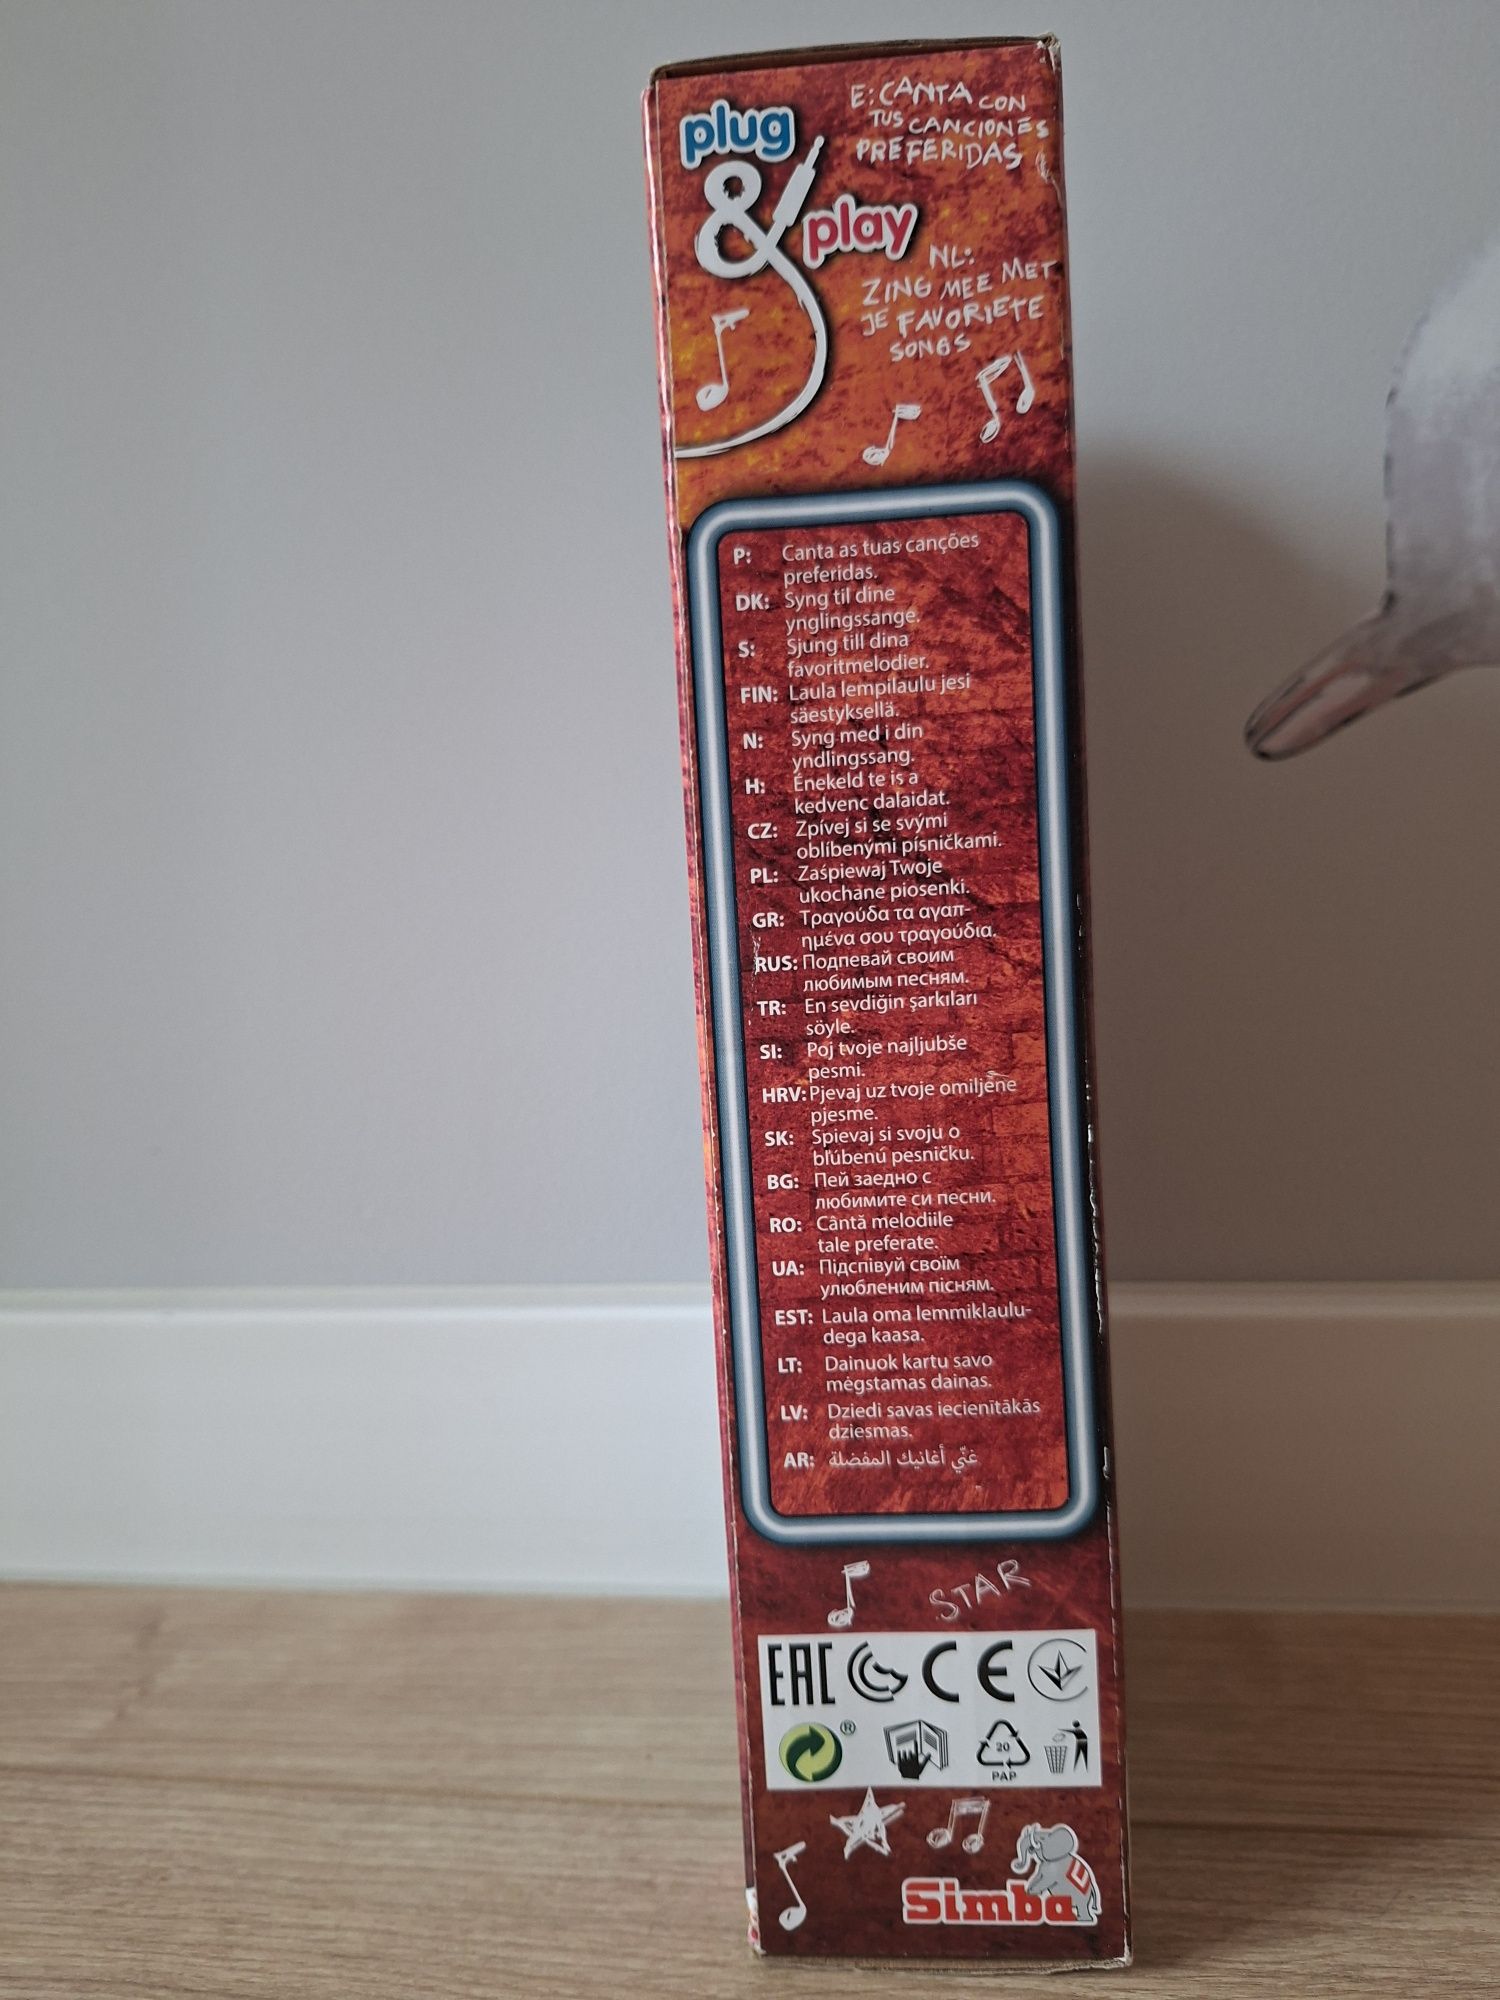 plug
&
play
E: CANTA CON
TUS CANCIONES
PREFERIDAS
NL:
ZING MEE MET
JE FAVORIETE
SONGS
P: Canta as tuas canções
preferidas.
DK: Syng til dine
ynglingssange.
S: Sjung till dina
favoritmelodier.
FIN: Laula lempilaulu jesi
säestyksellä.
N: Syng med i din
yndlingssang.
H: Énekeld te is a
kedvenc dalaidat.
CZ: Zpívej si se svými
oblíbenými písničkami.
PL: Zaśpiewaj Twoje
ukochane piosenki.
GR: Τραγούδα τα αγαπ-
ημένα σου τραγούδια.
RUS: Подпевай своим
любимым песням.
TR: En sevdiğin şarkıları
söyle.
SI: Poj tvoje najljubše
pesmi.
HRV: Pjevaj uz tvoje omiljene
pjesme.
SK: Spievaj si svoju o
bľúbenú pesničku.
BG: Пей заедно с
любимите си песни.
RO: Cântă melodiile
tale preferate.
UA: Підспівуй своїм
улюбленим пісням.
EST: Laula oma lemmiklaulu-
dega kaasa.
LT: Dainuok kartu savo
mėgstamas dainas.
LV: Dziedi savas iecienītākās
dziesmas.
AR: غنّي أغانيك المفضلة
STAR
EAC CE
®
20
PAP
Simba